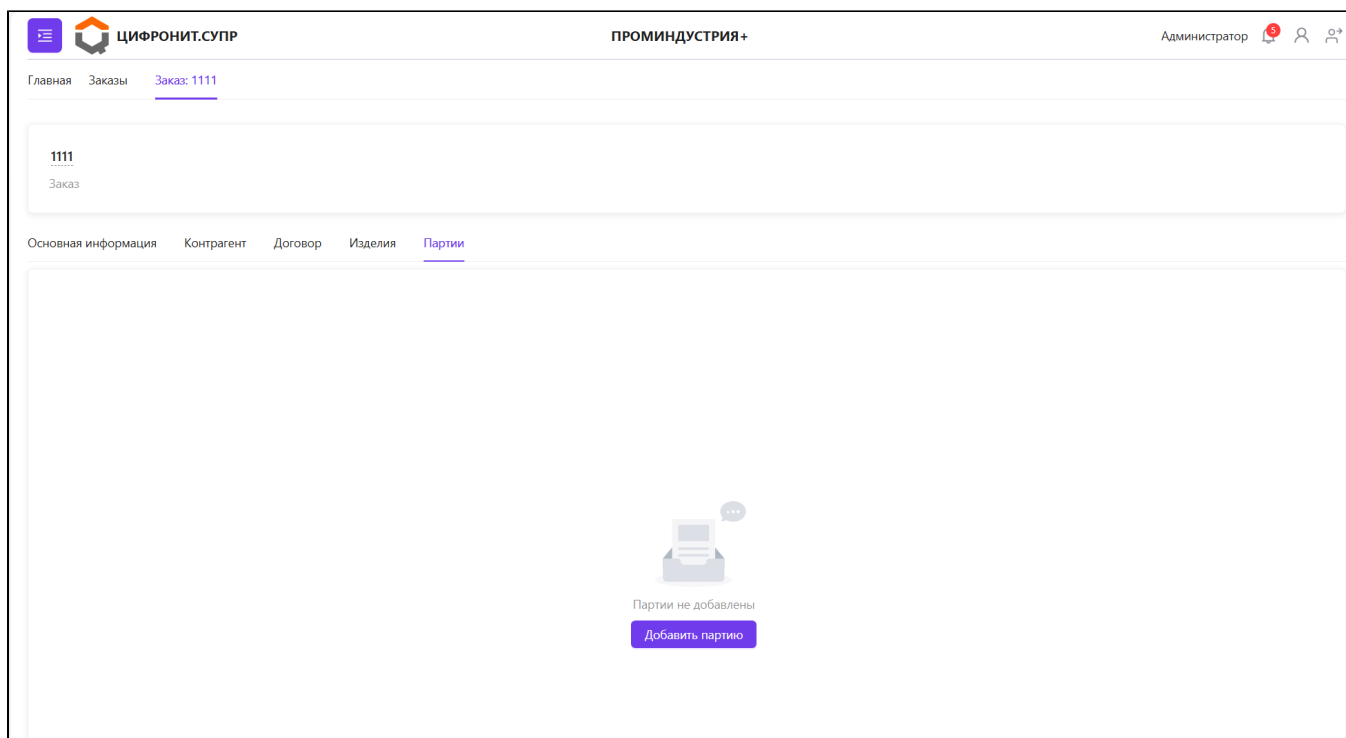 ЦИФРОНИТ.СУПР ПРОМИНДУСТРИЯ+ Администратор 5
Главная Заказы Заказ: 1111
1111
Заказ
Основная информация Контрагент Договор Изделия Партии
Партии не добавлены
Добавить партию